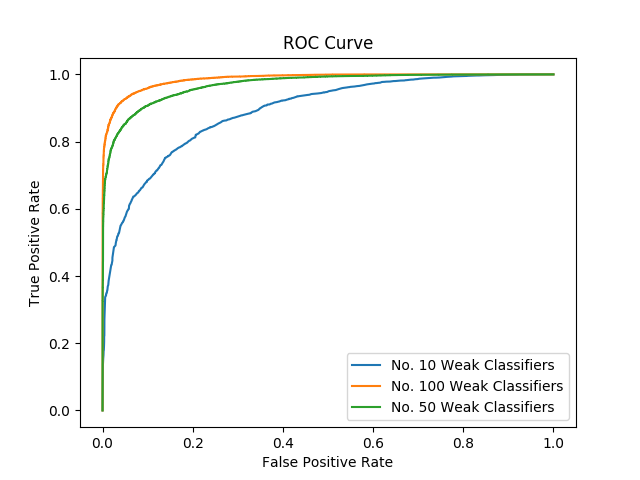 ROC Curve
1.0
0.8
0.6
0.4
0.2
0.0
True Positive Rate
No. 10 Weak Classifiers
No. 100 Weak Classifiers
No. 50 Weak Classifiers
0.0 0.2 0.4 0.6 0.8 1.0
False Positive Rate